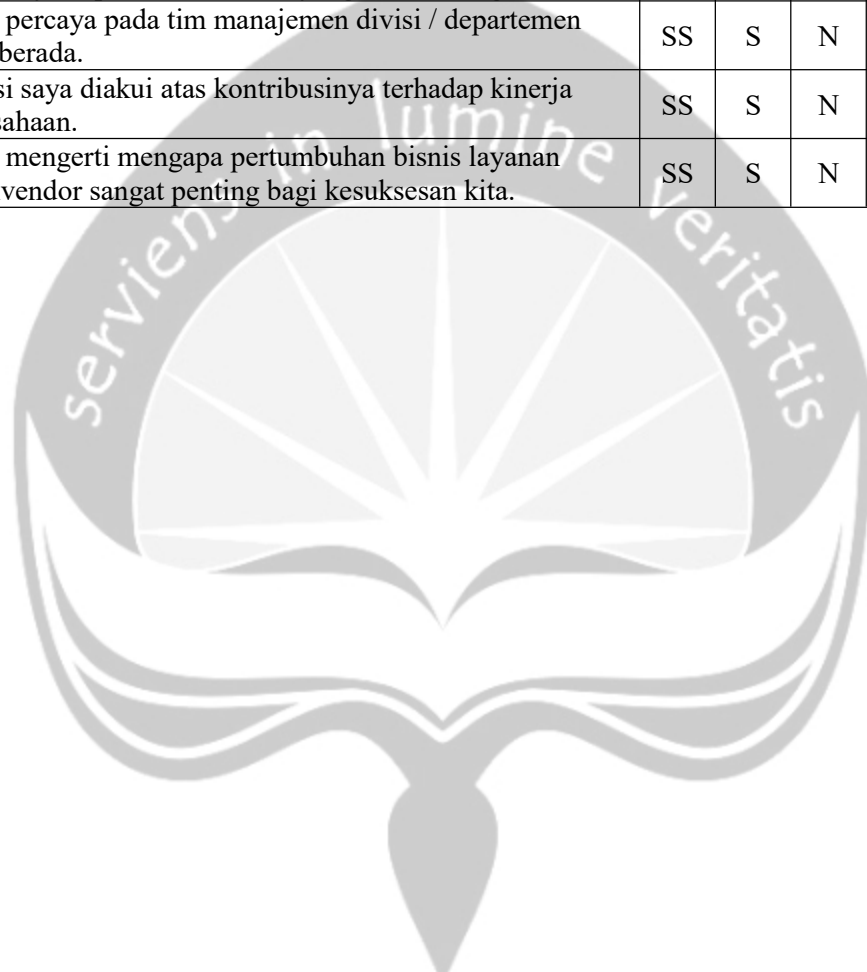 percaya pada tim manajemen divisi / departemen
berada.
SS S N
si saya diakui atas kontribusinya terhadap kinerja
sahaan.
SS S N
mengerti mengapa pertumbuhan bisnis layanan
vendor sangat penting bagi kesuksesan kita.
SS S N
serviens in lumine veritatis